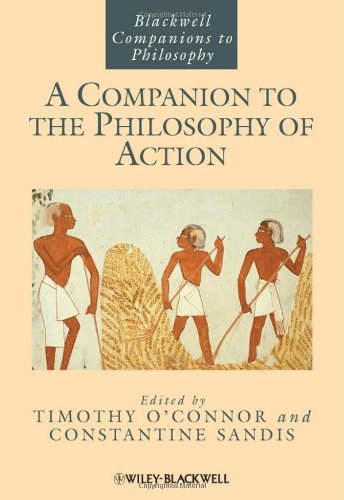 Blackwell
Companions to
Philosophy
A COMPANION TO
THE PHILOSOPHY OF
ACTION
Edited by
TIMOTHY O'CONNOR and
CONSTANTINE SANDIS
WILEY-BLACKWELL